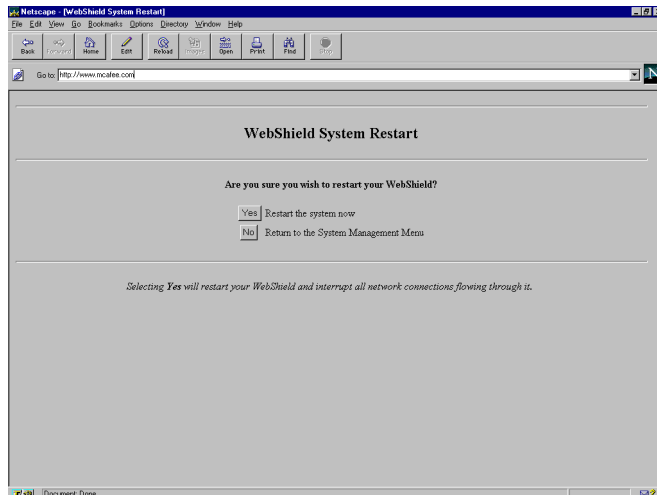 Netscape - [WebShield System Restart]
File Edit View Go Bookmarks Options Directory Window Help
Back Forward Home Edit Reload Images Open Print Find Stop
Go to: http://www.mcafee.com
N
WebShield System Restart
Are you sure you wish to restart your WebShield?
Yes Restart the system now
No Return to the System Management Menu
Selecting Yes will restart your WebShield and interrupt all network connections flowing through it.
Document: Done